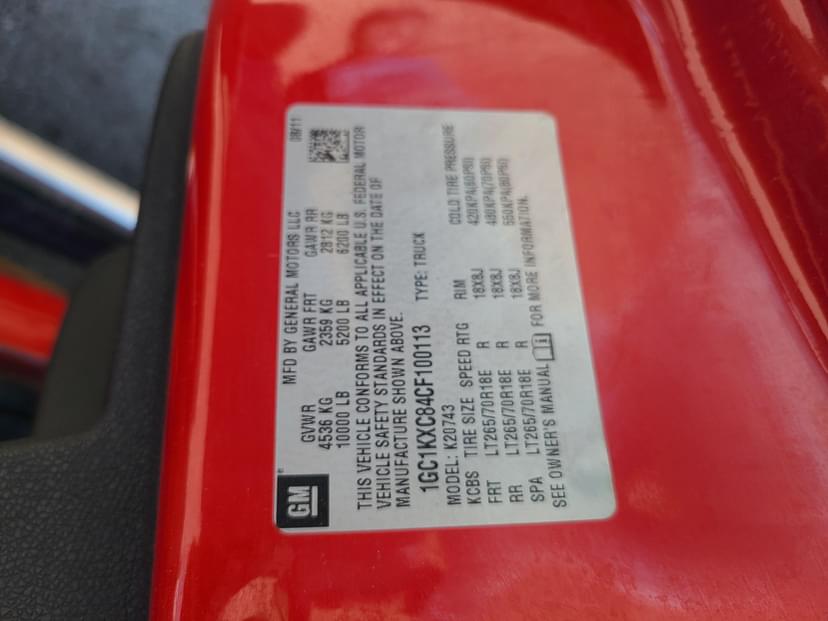 GM
MFD BY GENERAL MOTORS LLC 08/11
GVWR GAWR FRT GAWR RR
4536 KG 2359 KG 2812 KG
10000 LB 5200 LB 6200 LB
THIS VEHICLE CONFORMS TO ALL APPLICABLE U.S. FEDERAL MOTOR
VEHICLE SAFETY STANDARDS IN EFFECT ON THE DATE OF
MANUFACTURE SHOWN ABOVE.
1GC1KXC84CF100113 TYPE: TRUCK
MODEL: K20743
KCBS TIRE SIZE SPEED RTG RIM COLD TIRE PRESSURE
FRT LT265/70R18E R 18X8J 420KPA(60PSI)
RR LT265/70R18E R 18X8J 480KPA(70PSI)
SPA LT265/70R18E R 18X8J 550KPA(80PSI)
SEE OWNER'S MANUAL FOR MORE INFORMATION.